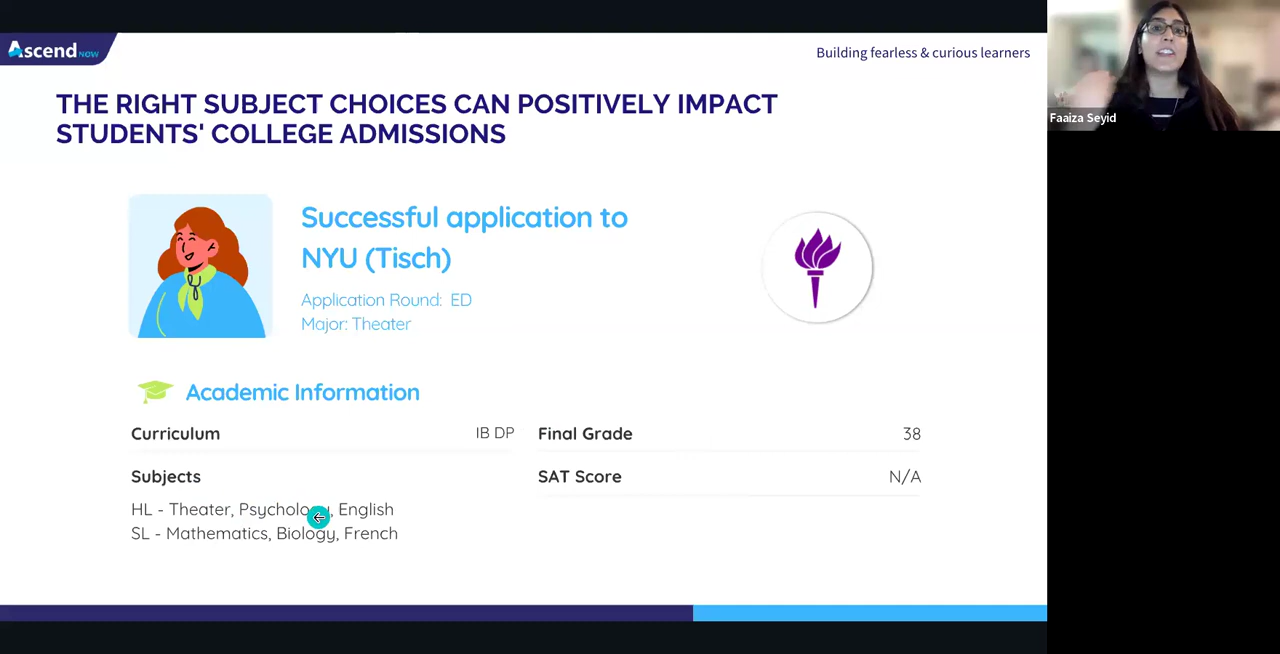 Ascend NOW
Building fearless & curious learners
Faaiza Seyid
THE RIGHT SUBJECT CHOICES CAN POSITIVELY IMPACT
STUDENTS' COLLEGE ADMISSIONS
Successful application to
NYU (Tisch)
Application Round: ED
Major: Theater
Academic Information
Curriculum IB DP
Final Grade 38
Subjects
SAT Score N/A
HL - Theater, Psychology, English
SL - Mathematics, Biology, French